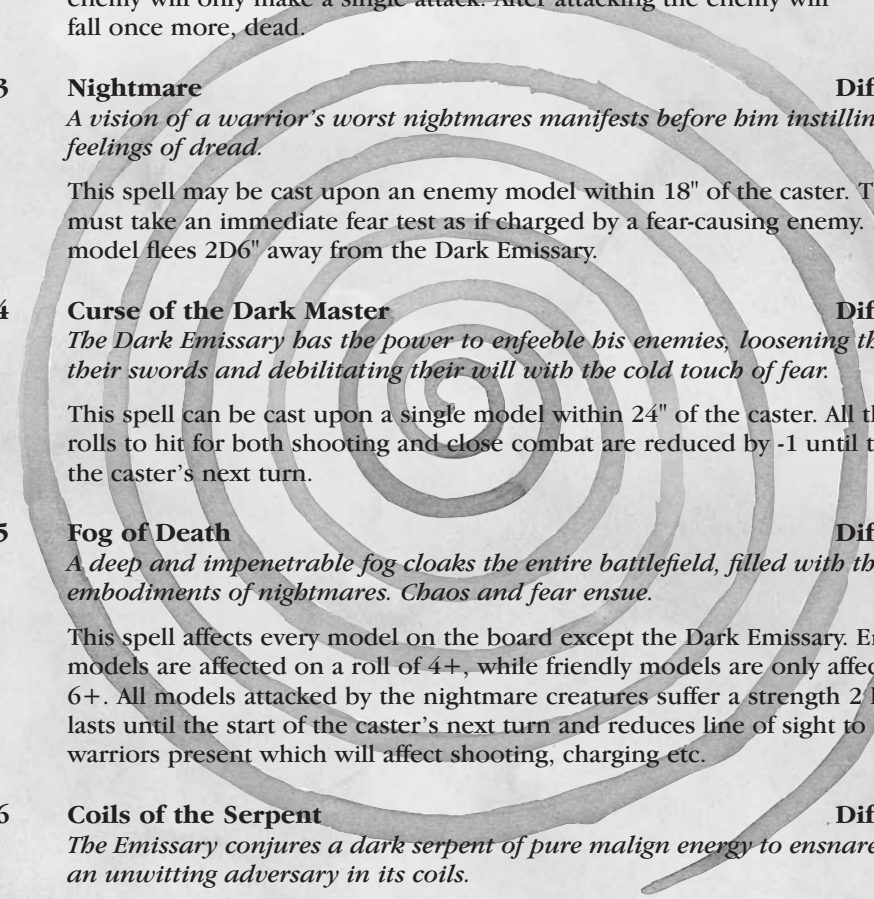 enemy will only make a single attack. After attacking the enemy will
fall once more, dead.
3 Nightmare Dif
A vision of a warrior's worst nightmares manifests before him instillin
feelings of dread.
This spell may be cast upon an enemy model within 18" of the caster. T
must take an immediate fear test as if charged by a fear-causing enemy.
model flees 2D6" away from the Dark Emissary.
4 Curse of the Dark Master Dif
The Dark Emissary has the power to enfeeble his enemies, loosening th
their swords and debilitating their will with the cold touch of fear.
This spell can be cast upon a single model within 24" of the caster. All th
rolls to hit for both shooting and close combat are reduced by -1 until t
the caster's next turn.
5 Fog of Death Dif
A deep and impenetrable fog cloaks the entire battlefield, filled with th
embodiments of nightmares. Chaos and fear ensue.
This spell affects every model on the board except the Dark Emissary. En
models are affected on a roll of 4+, while friendly models are only affec
6+. All models attacked by the nightmare creatures suffer a strength 2 h
lasts until the start of the caster's next turn and reduces line of sight to
warriors present which will affect shooting, charging etc.
6 Coils of the Serpent Dif
The Emissary conjures a dark serpent of pure malign energy to ensnare
an unwitting adversary in its coils.